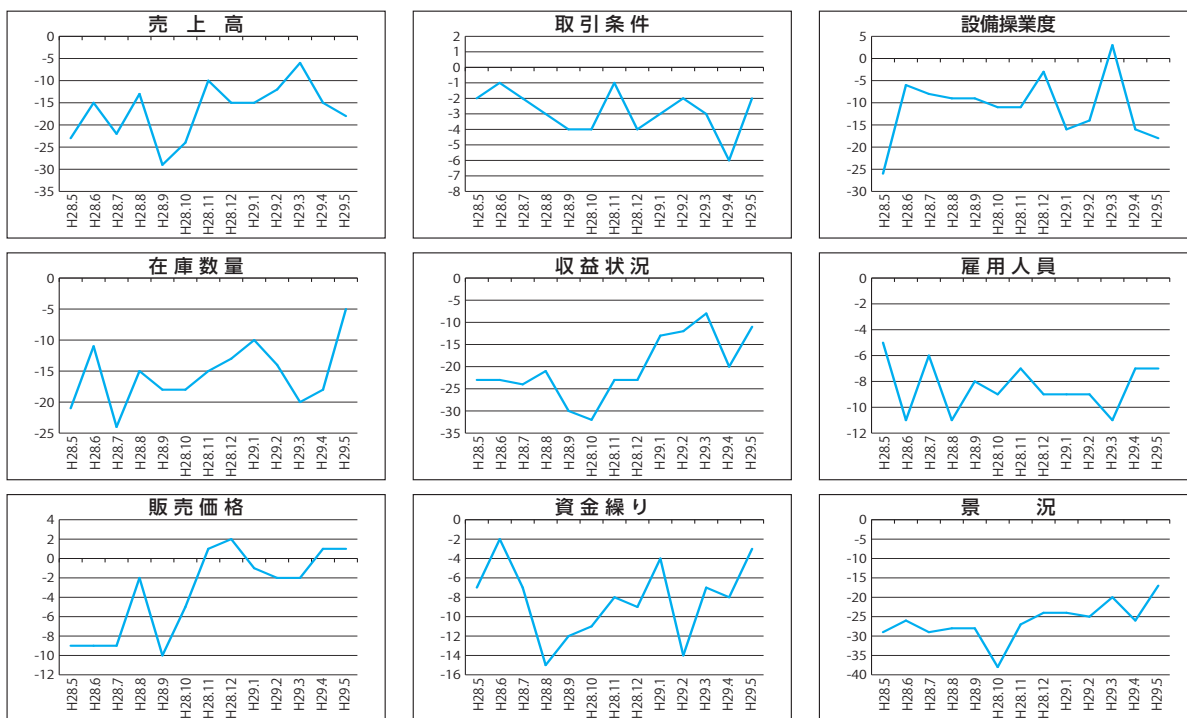 売上高
0
-5
-10
-15
-20
-25
-30
-35
H28.5
H28.6
H28.7
H28.8
H28.9
H28.10
H28.11
H28.12
H29.1
H29.2
H29.3
H29.4
H29.5
取引条件
2
1
0
-1
-2
-3
-4
-5
-6
-7
-8
H28.5
H28.6
H28.7
H28.8
H28.9
H28.10
H28.11
H28.12
H29.1
H29.2
H29.3
H29.4
H29.5
設備操業度
5
0
-5
-10
-15
-20
-25
-30
H28.5
H28.6
H28.7
H28.8
H28.9
H28.10
H28.11
H28.12
H29.1
H29.2
H29.3
H29.4
H29.5
在庫数量
0
-5
-10
-15
-20
-25
H28.5
H28.6
H28.7
H28.8
H28.9
H28.10
H28.11
H28.12
H29.1
H29.2
H29.3
H29.4
H29.5
収益状況
0
-5
-10
-15
-20
-25
-30
-35
H28.5
H28.6
H28.7
H28.8
H28.9
H28.10
H28.11
H28.12
H29.1
H29.2
H29.3
H29.4
H29.5
雇用人員
0
-2
-4
-6
-8
-10
-12
H28.5
H28.6
H28.7
H28.8
H28.9
H28.10
H28.11
H28.12
H29.1
H29.2
H29.3
H29.4
H29.5
販売価格
4
2
0
-2
-4
-6
-8
-10
-12
H28.5
H28.6
H28.7
H28.8
H28.9
H28.10
H28.11
H28.12
H29.1
H29.2
H29.3
H29.4
H29.5
資金繰り
0
-2
-4
-6
-8
-10
-12
-14
-16
H28.5
H28.6
H28.7
H28.8
H28.9
H28.10
H28.11
H28.12
H29.1
H29.2
H29.3
H29.4
H29.5
景況
0
-5
-10
-15
-20
-25
-30
-35
-40
H28.5
H28.6
H28.7
H28.8
H28.9
H28.10
H28.11
H28.12
H29.1
H29.2
H29.3
H29.4
H29.5